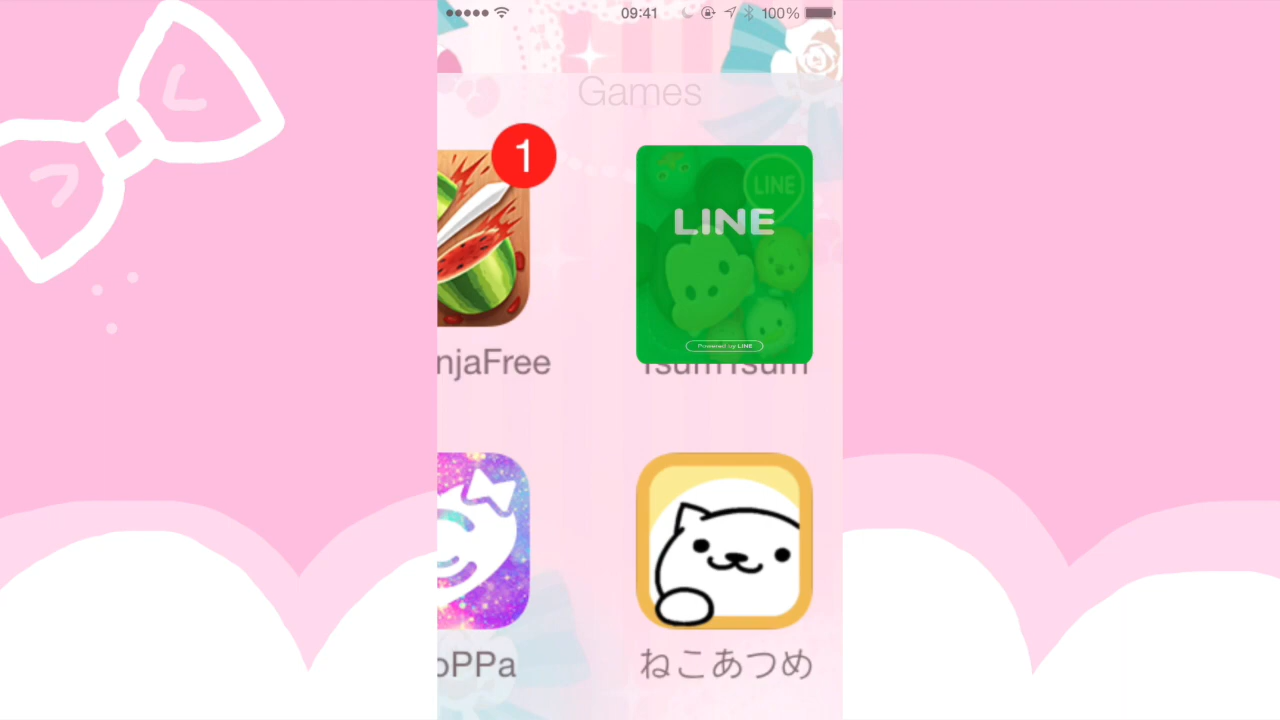 09:41
100%
Games
1
LINE
LINE
Powered by LINE
njaFree
TsumTsum
oPPa
ねこあつめ